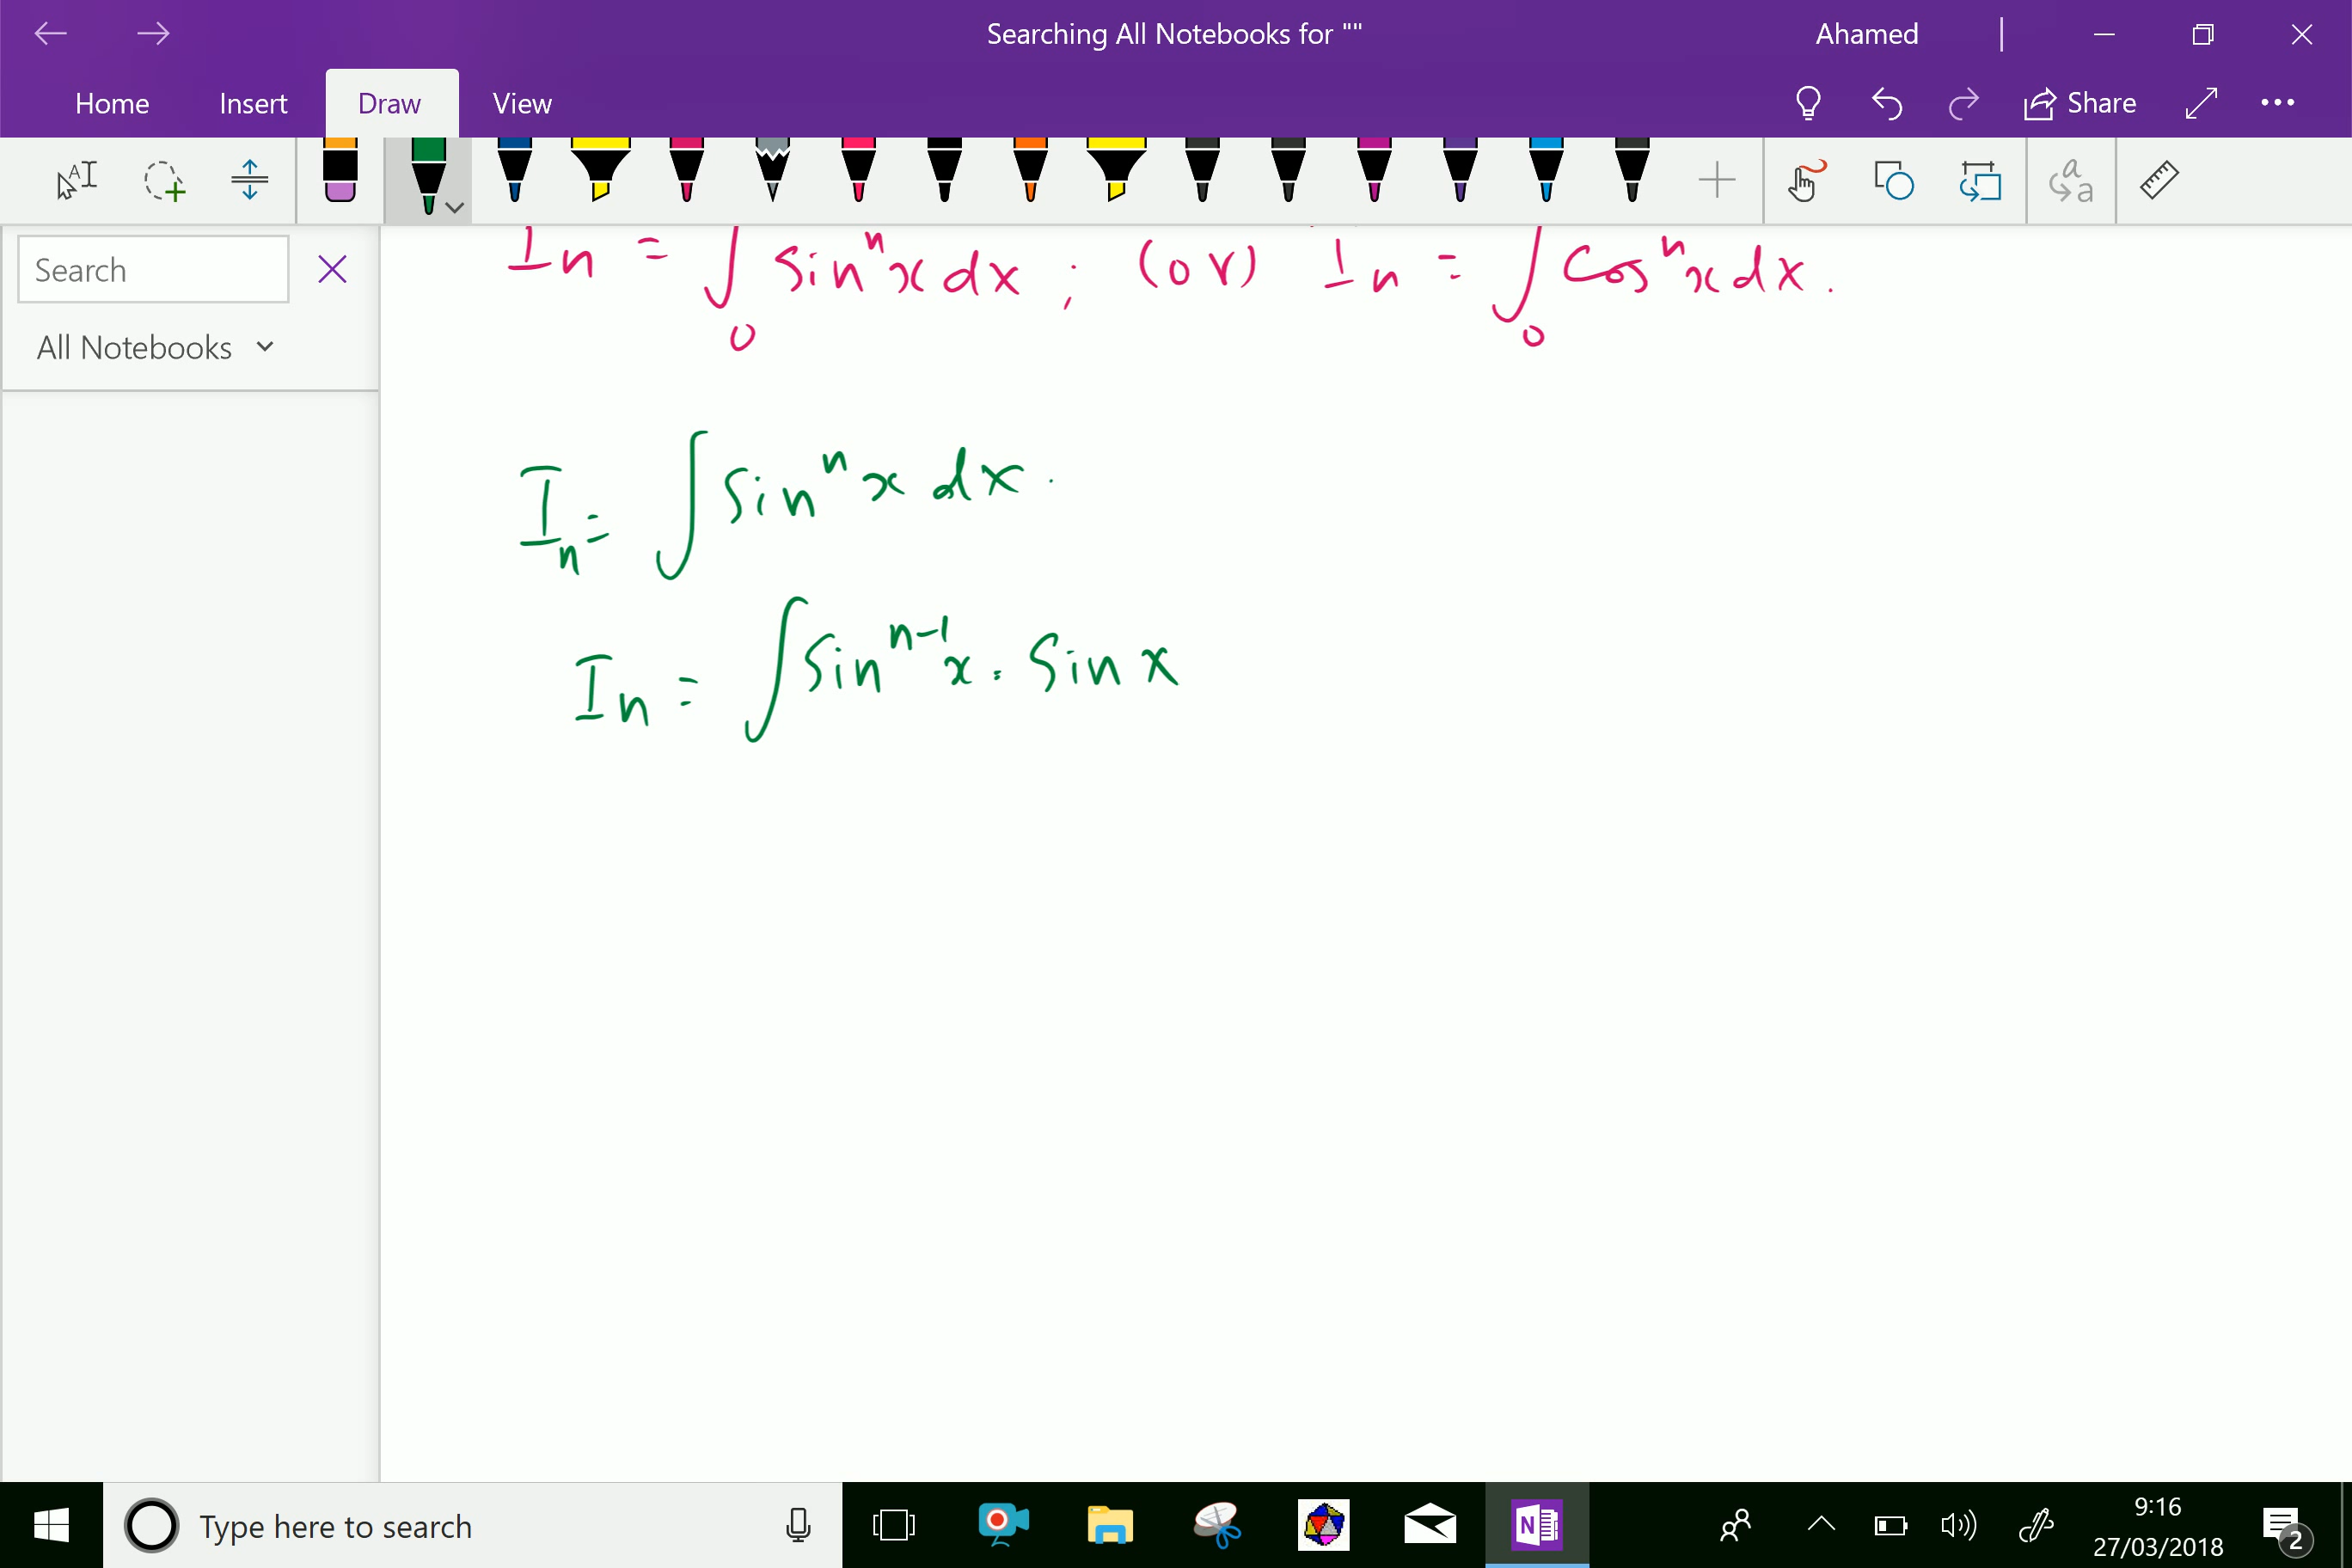 Searching All Notebooks for "" Ahamed
Home Insert Draw View Share
Search
All Notebooks
In = ∫₀ sinⁿx dx ; (or) In = ∫₀ Cosⁿx dx .
Iₙ = ∫ sinⁿ x dx .
In = ∫ sinⁿ⁻¹x . sin x
Type here to search
9:16
27/03/2018
2